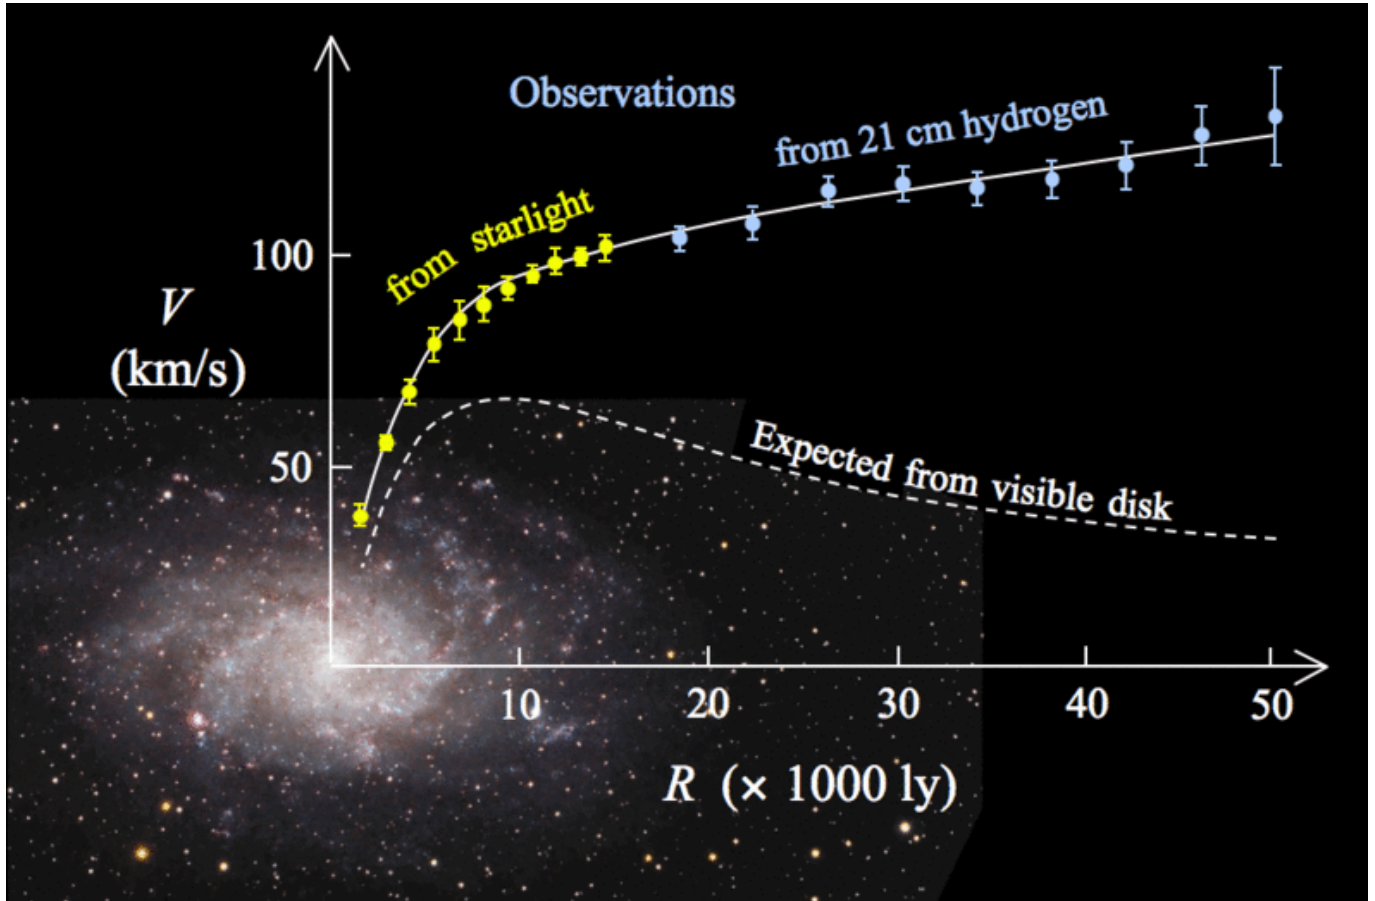 Observations
from 21 cm hydrogen
from starlight
100
V
(km/s)
50
Expected from visible disk
10
20
30
40
50
R (× 1000 ly)